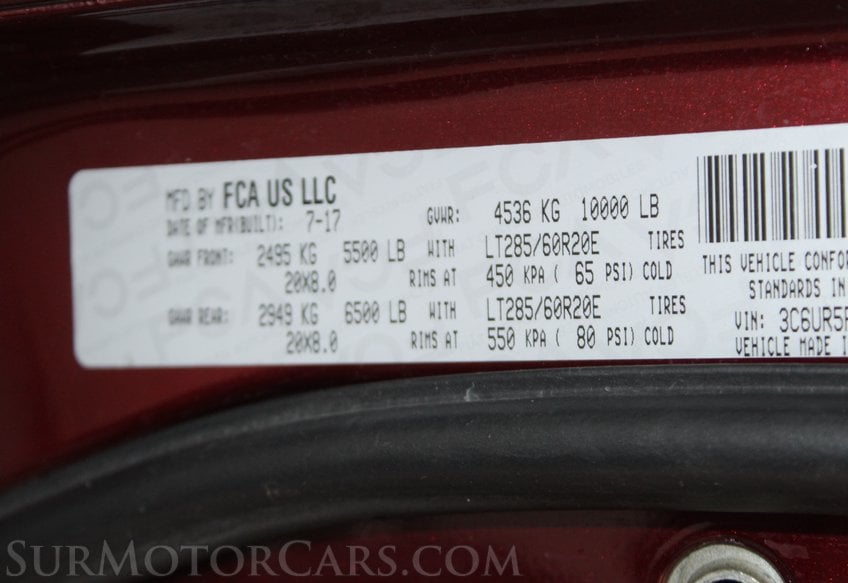 MFD BY FCA US LLC
DATE OF MFR(BUILT): 7-17 GVWR: 4536 KG 10000 LB
GAWR FRONT: 2495 KG 5500 LB WITH LT285/60R20E TIRES
20X8.0 RIMS AT 450 KPA ( 65 PSI) COLD
GAWR REAR: 2949 KG 6500 LB WITH LT285/60R20E TIRES
20X8.0 RIMS AT 550 KPA ( 80 PSI) COLD
THIS VEHICLE CONFOR
STANDARDS IN
VIN: 3C6UR5
VEHICLE MADE I
SURMOTORCARS.COM